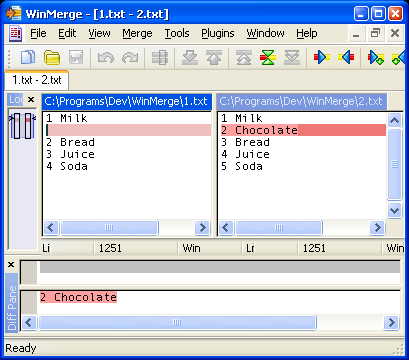 WinMerge - [1.txt - 2.txt]
File Edit View Merge Tools Plugins Window
1.txt - 2.txt
C:\Programs\Dev\WinMerge\1.txt
C:\Programs\Dev\WinMerge\2.txt
1 Milk
2 Bread
3 Juice
4 Soda
1 Milk
2 Chocolate
3 Bread
4 Juice
5 Soda
Li 1251 Win
Lr 1251 Win
Diff Pane
2 Chocolate
Ready